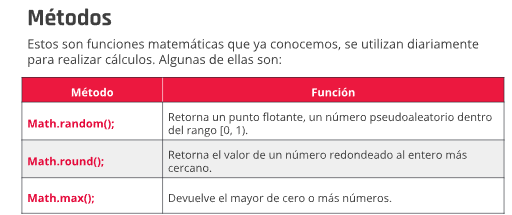 Métodos
Estos son funciones matemáticas que ya conocemos, se utilizan diariamente
para realizar cálculos. Algunas de ellas son:
Método Función
Math.random(); Retorna un punto flotante, un número pseudoaleatorio dentro
del rango [0, 1).
Math.round(); Retorna el valor de un número redondeado al entero más
cercano.
Math.max(); Devuelve el mayor de cero o más números.